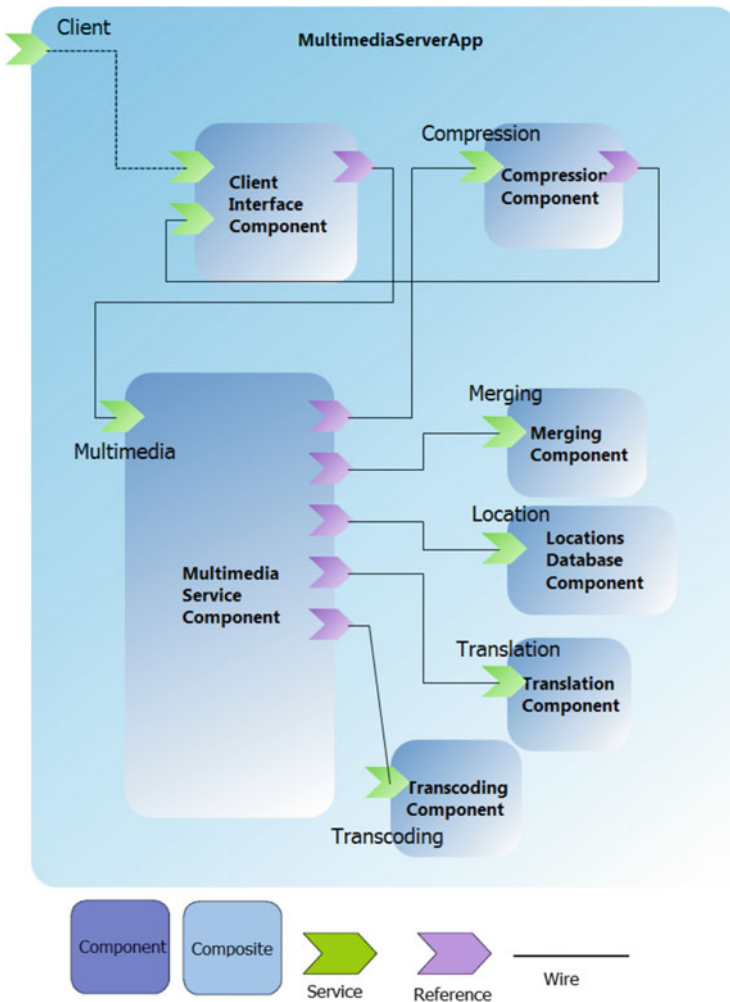 Client
MultimediaServerApp
Compression
Client
Interface
Component
Compression
Component
Multimedia
Merging
Merging
Component
Location
Locations
Database
Component
Multimedia
Service
Component
Translation
Translation
Component
Transcoding
Component
Transcoding
Component
Composite
Service
Reference
Wire